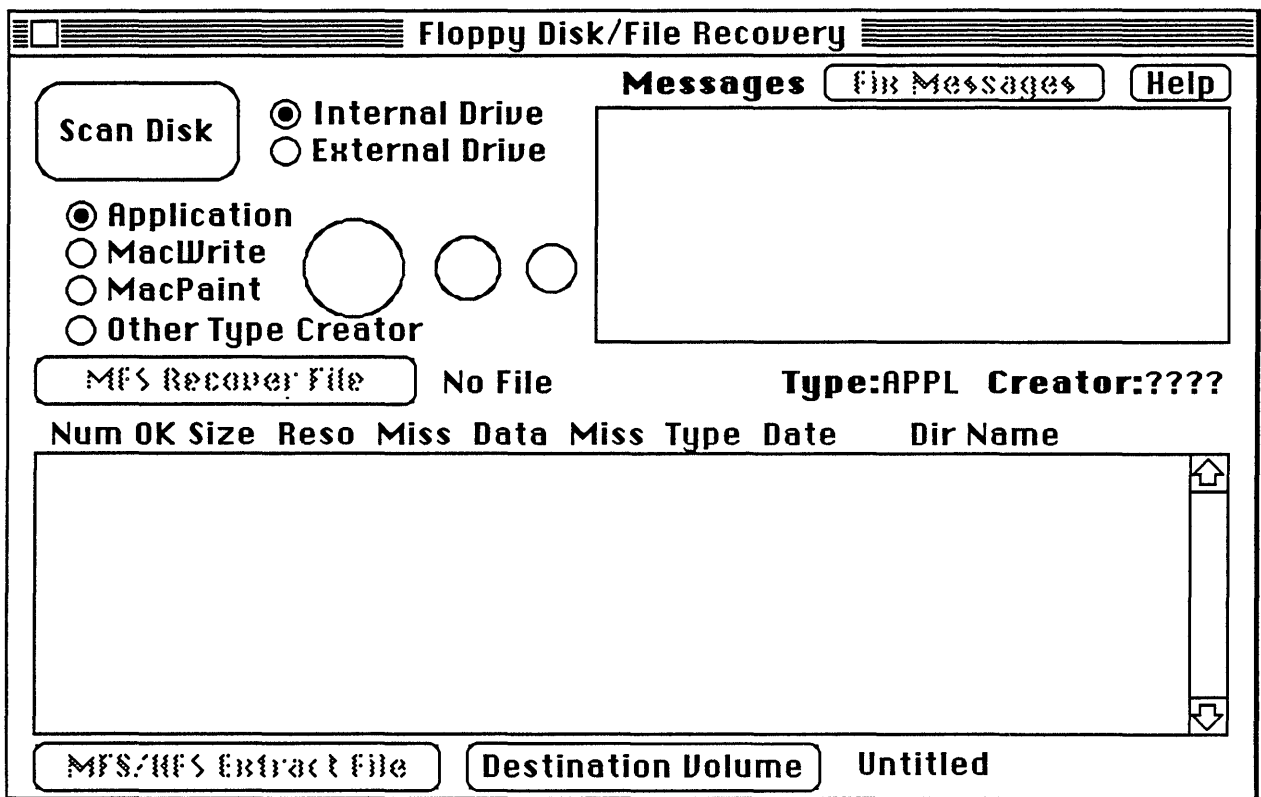 Floppy Disk/File Recovery
Messages Fix Messages Help
Scan Disk
Internal Drive
External Drive
Application
MacWrite
MacPaint
Other Type Creator
MFS Recover File No File Type:APPL Creator:????
Num OK Size Reso Miss Data Miss Type Date Dir Name
MFS/HFS Extract File Destination Volume Untitled